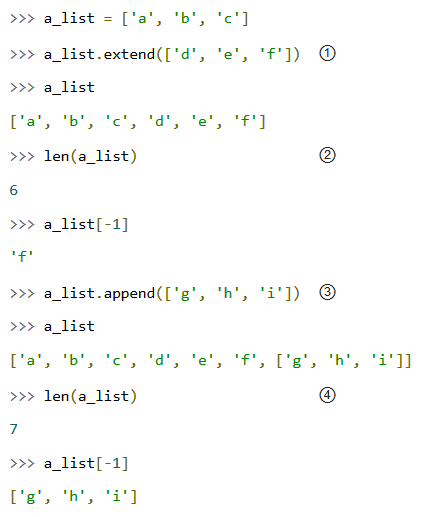 >>> a_list = ['a', 'b', 'c']
>>> a_list.extend(['d', 'e', 'f']) ①
>>> a_list
['a', 'b', 'c', 'd', 'e', 'f']
>>> len(a_list) ②
6
>>> a_list[-1]
'f'
>>> a_list.append(['g', 'h', 'i']) ③
>>> a_list
['a', 'b', 'c', 'd', 'e', 'f', ['g', 'h', 'i']]
>>> len(a_list) ④
7
>>> a_list[-1]
['g', 'h', 'i']